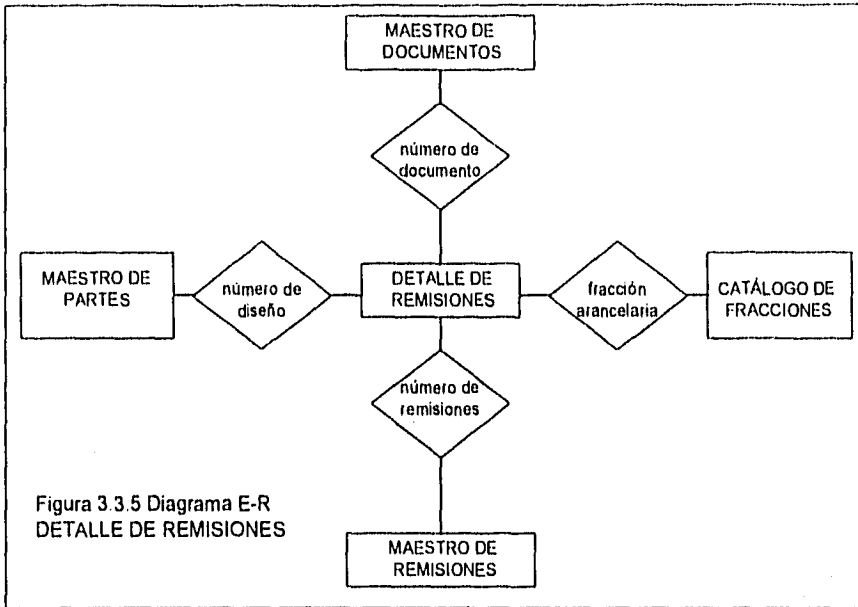 MAESTRO DE
DOCUMENTOS
número de
documento
MAESTRO DE
PARTES
número de
diseño
DETALLE DE
REMISIONES
fracción
arancelaria
CATÁLOGO DE
FRACCIONES
número de
remisiones
Figura 3.3.5 Diagrama E-R
DETALLE DE REMISIONES
MAESTRO DE
REMISIONES